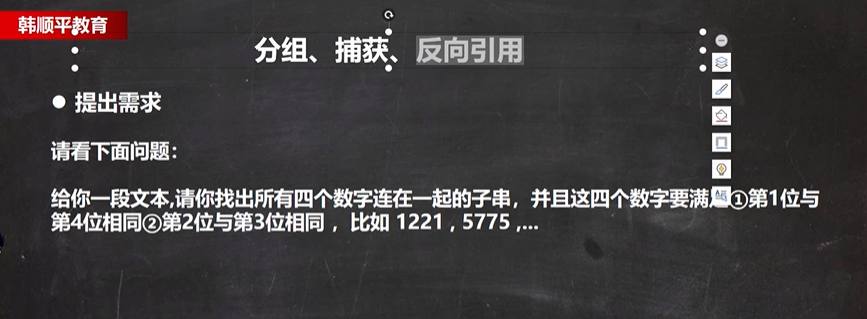 韩顺平教育
分组、捕获、反向引用
● 提出需求
请看下面问题：
给你一段文本,请你找出所有四个数字连在一起的子串，并且这四个数字要满足①第1位与
第4位相同②第2位与第3位相同 ，比如 1221 , 5775 ,...